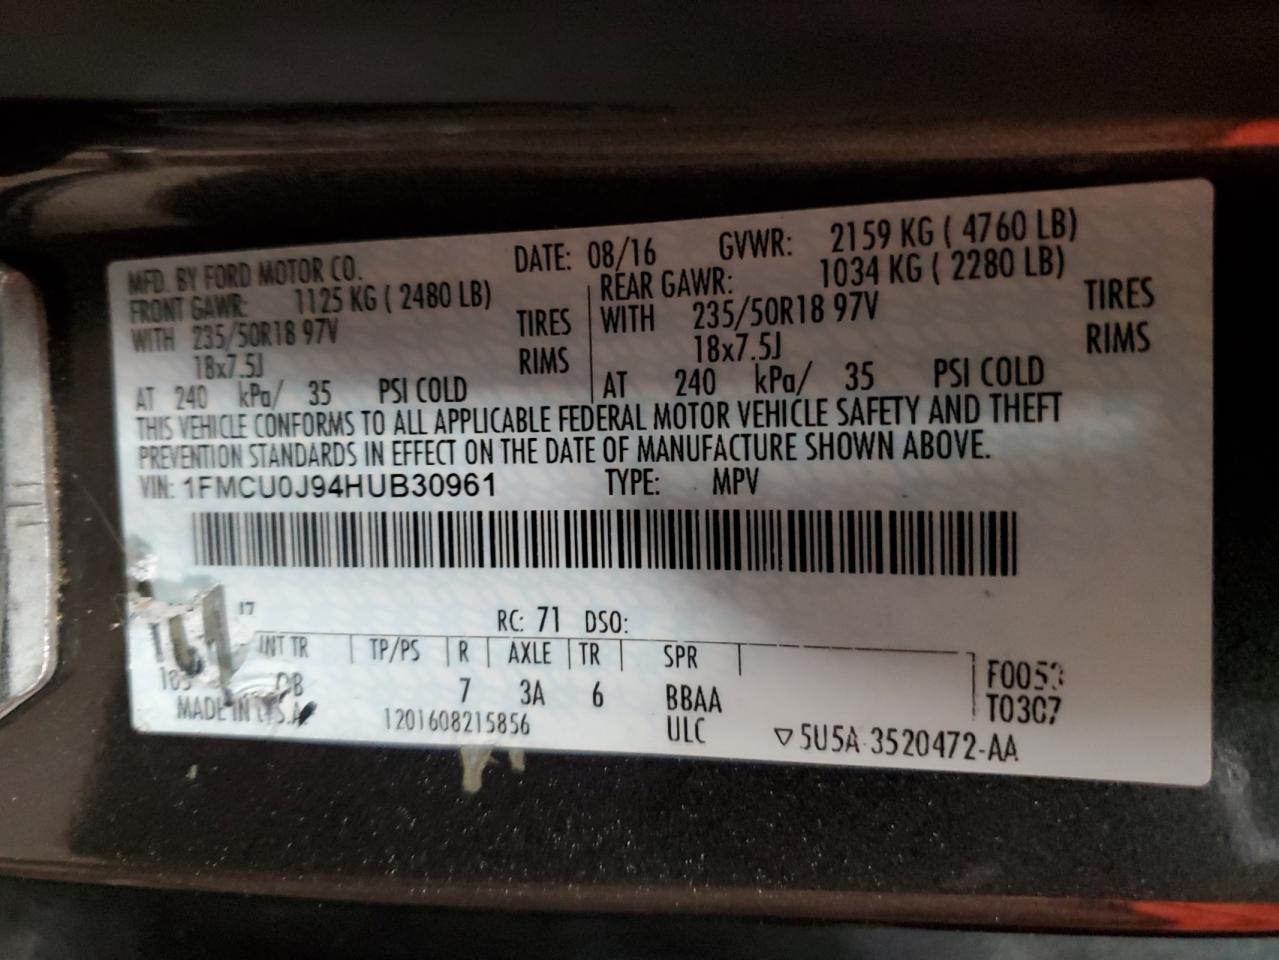 MFD. BY FORD MOTOR CO. DATE: 08/16 GVWR: 2159 KG ( 4760 LB)
FRONT GAWR: 1125 KG ( 2480 LB) REAR GAWR: 1034 KG ( 2280 LB)
WITH 235/50R18 97V TIRES WITH 235/50R18 97V TIRES
18x7.5J RIMS 18x7.5J RIMS
AT 240 kPa/ 35 PSI COLD AT 240 kPa/ 35 PSI COLD
THIS VEHICLE CONFORMS TO ALL APPLICABLE FEDERAL MOTOR VEHICLE SAFETY AND THEFT
PREVENTION STANDARDS IN EFFECT ON THE DATE OF MANUFACTURE SHOWN ABOVE.
VIN: 1FMCU0J94HUB30961 TYPE: MPV
17
RC: 71 DSO:
INT TR TP/PS R AXLE TR SPR
7 3A 6 BBAA
F0053
T0307
MADE IN U.S.A. 1201608215856 ULC ▽5U5A-3520472-AA